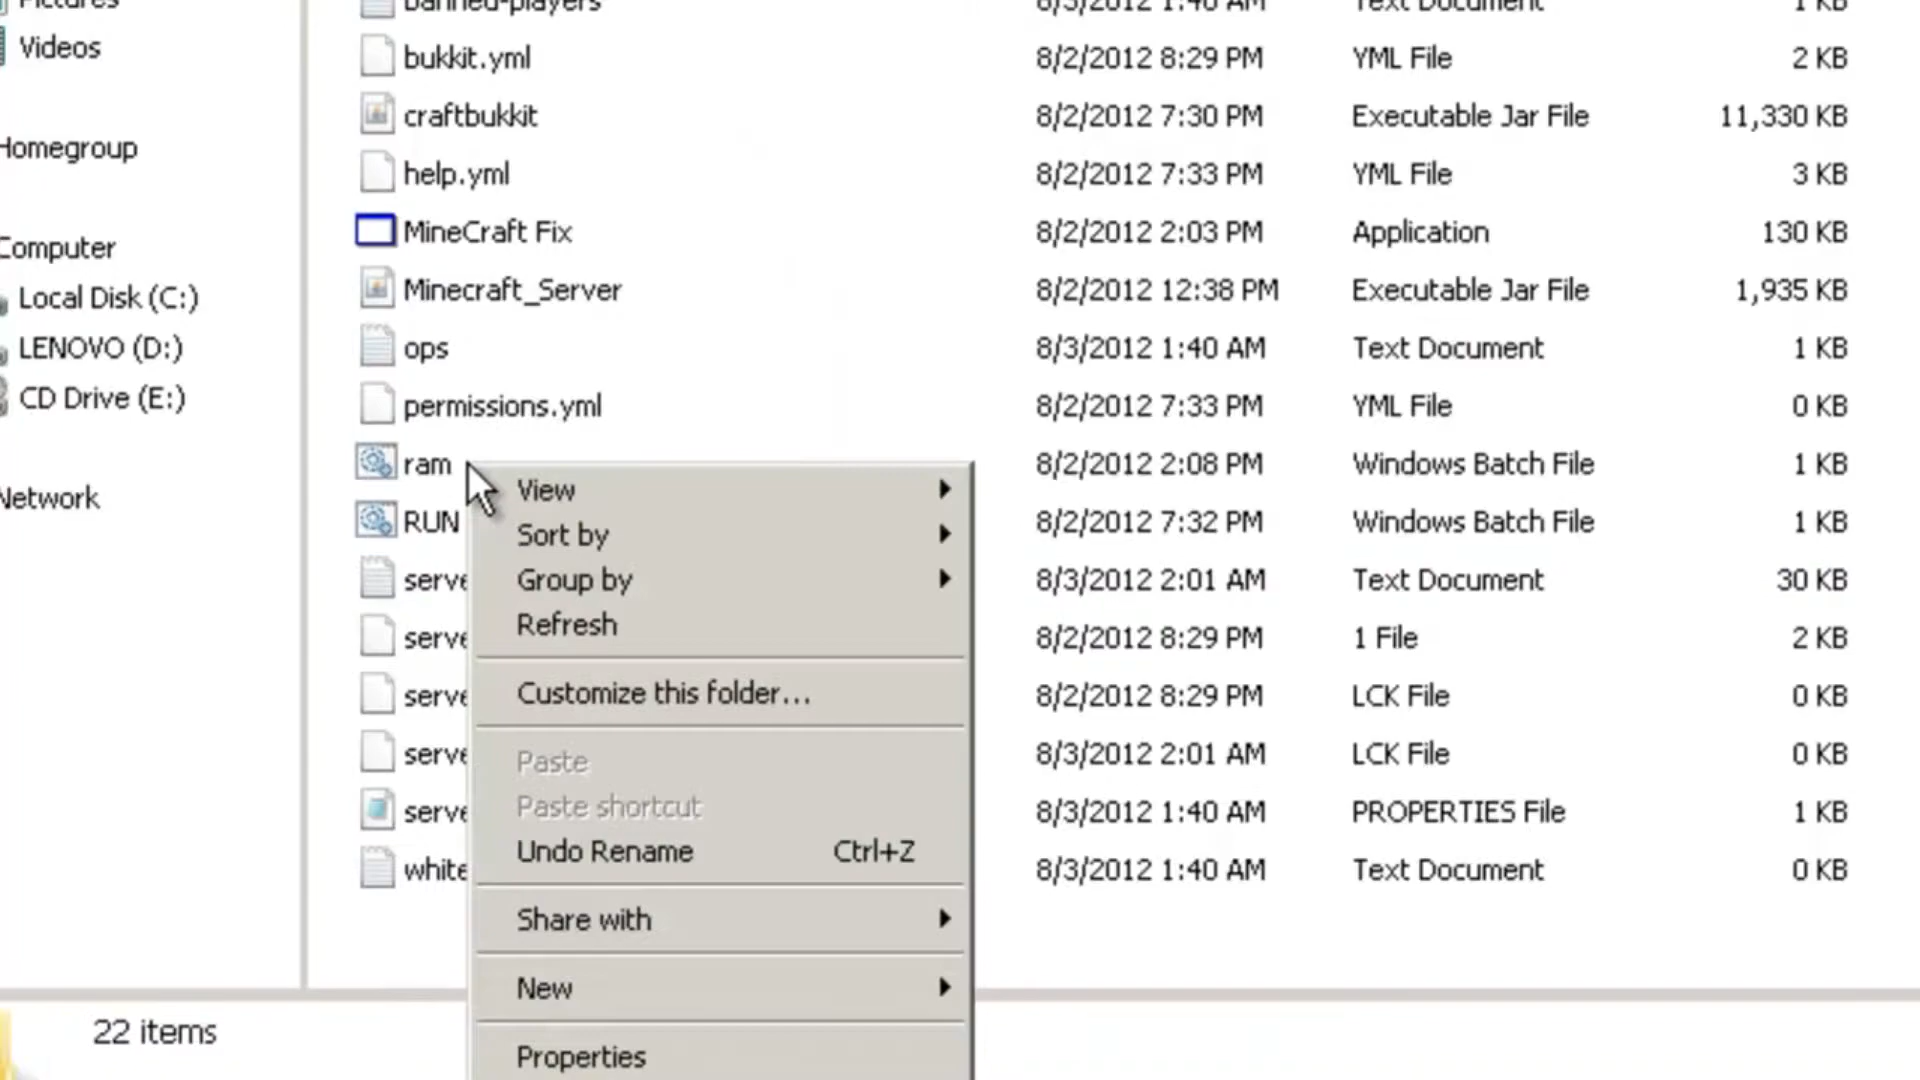 Pictures
Videos
Homegroup
Computer
Local Disk (C:)
LENOVO (D:)
CD Drive (E:)
Network
banned-players 8/3/2012 1:40 AM Text Document 1 KB
bukkit.yml 8/2/2012 8:29 PM YML File 2 KB
craftbukkit 8/2/2012 7:30 PM Executable Jar File 11,330 KB
help.yml 8/2/2012 7:33 PM YML File 3 KB
MineCraft Fix 8/2/2012 2:03 PM Application 130 KB
Minecraft_Server 8/2/2012 12:38 PM Executable Jar File 1,935 KB
ops 8/3/2012 1:40 AM Text Document 1 KB
permissions.yml 8/2/2012 7:33 PM YML File 0 KB
ram 8/2/2012 2:08 PM Windows Batch File 1 KB
RUN 8/2/2012 7:32 PM Windows Batch File 1 KB
serve 8/3/2012 2:01 AM Text Document 30 KB
serve 8/2/2012 8:29 PM 1 File 2 KB
serve 8/2/2012 8:29 PM LCK File 0 KB
serve 8/3/2012 2:01 AM LCK File 0 KB
serve 8/3/2012 1:40 AM PROPERTIES File 1 KB
white 8/3/2012 1:40 AM Text Document 0 KB
View
Sort by
Group by
Refresh
Customize this folder...
Paste
Paste shortcut
Undo Rename Ctrl+Z
Share with
New
Properties
22 items